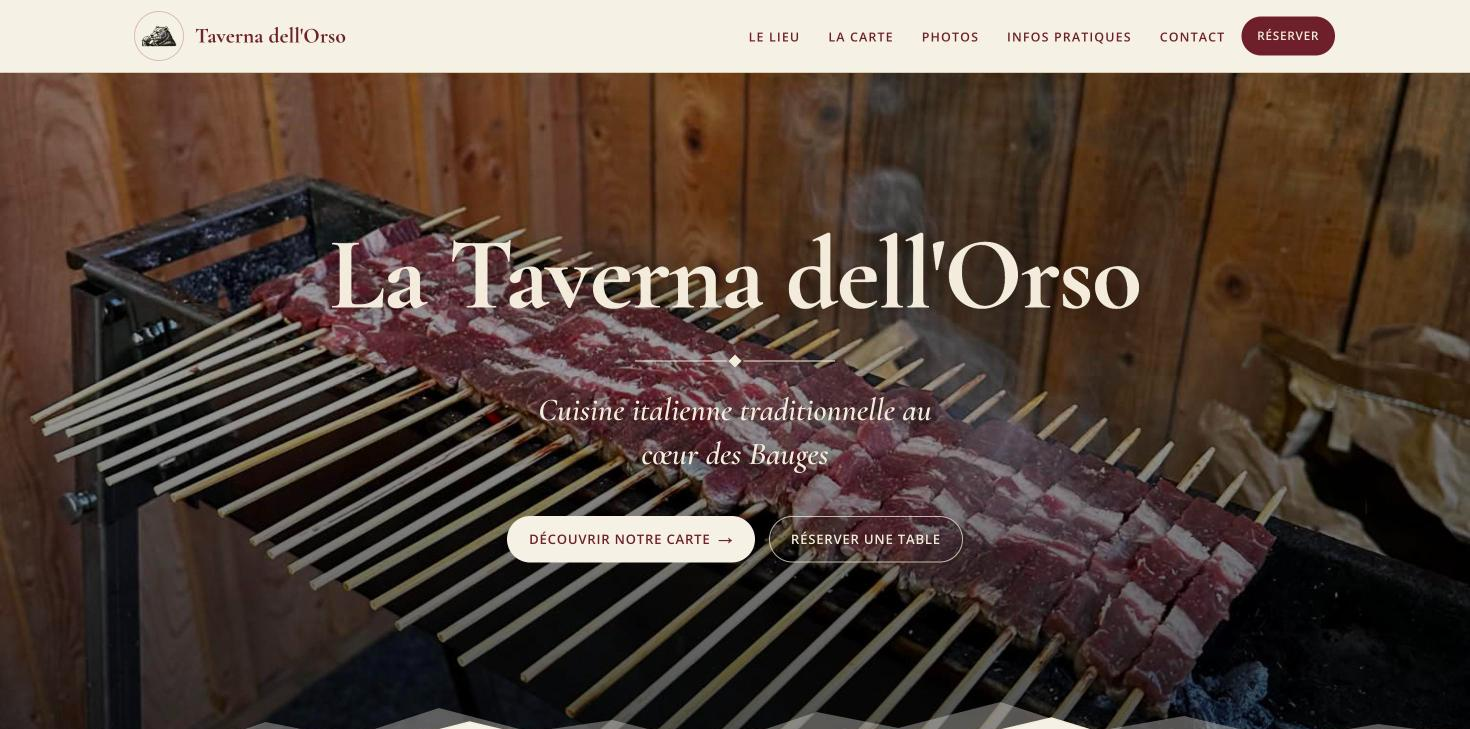 Taverna dell'Orso
LE LIEU
LA CARTE
PHOTOS
INFOS PRATIQUES
CONTACT
RÉSERVER
La Taverna dell'Orso
Cuisine italienne traditionnelle au
cœur des Bauges
DÉCOUVRIR NOTRE CARTE →
RÉSERVER UNE TABLE